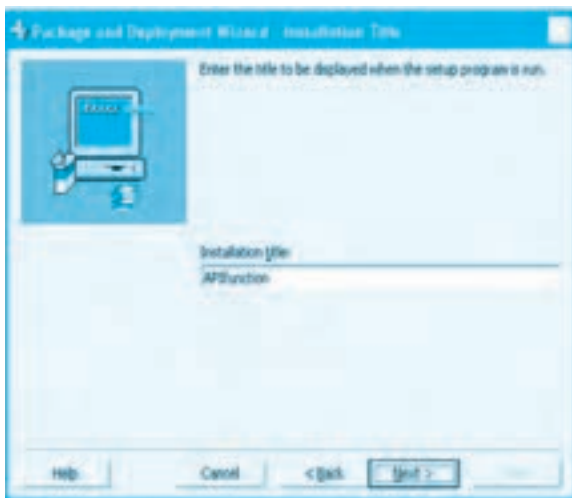 Package and Deployment Wizard - Installation Title
Enter the title to be displayed when the setup program is run.
Installation title:
APIfunction
Help
Cancel
< Back
Next >